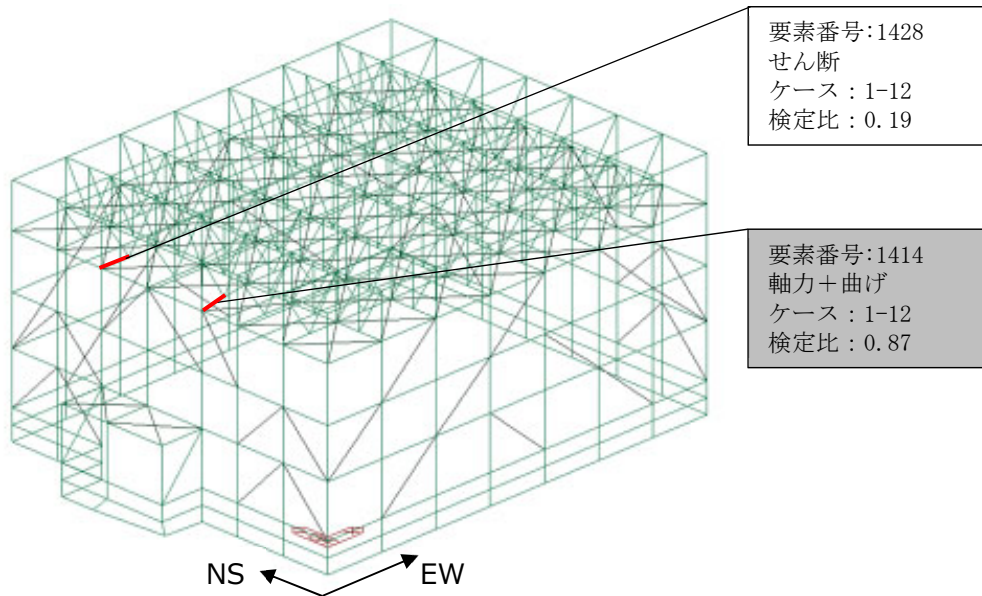 要素番号:1428
せん断
ケース：1-12
検定比：0.19
要素番号:1414
軸力＋曲げ
ケース：1-12
検定比：0.87
NS
EW